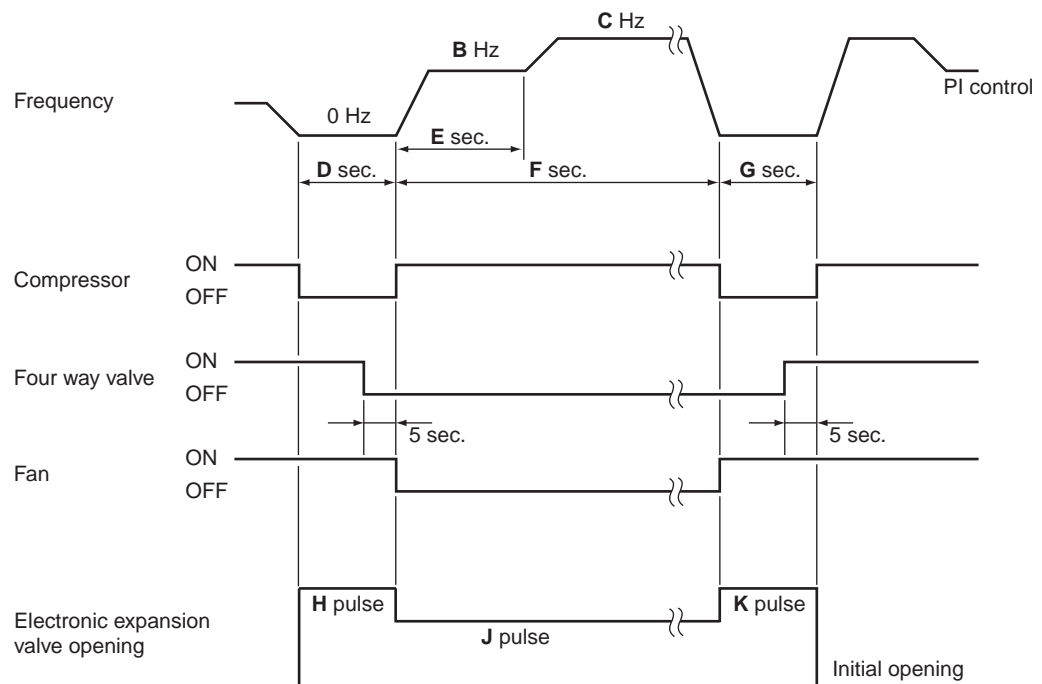 C Hz
B Hz
Frequency
PI control
0 Hz
E sec.
D sec.
F sec.
G sec.
Compressor
ON
OFF
Four way valve
ON
OFF
5 sec.
5 sec.
Fan
ON
OFF
H pulse
K pulse
Electronic expansion
valve opening
J pulse
Initial opening